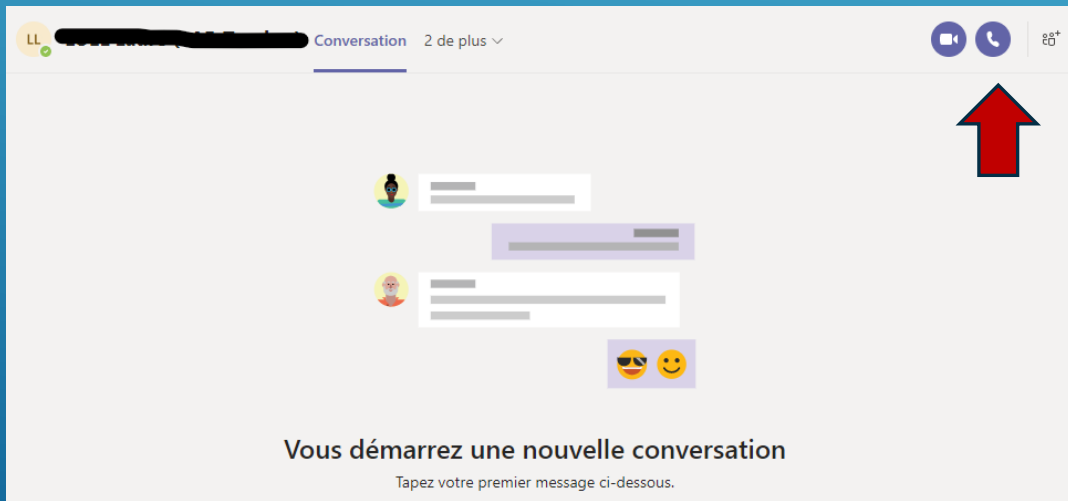 LL
Conversation
2 de plus
Vous démarrez une nouvelle conversation
Tapez votre premier message ci-dessous.